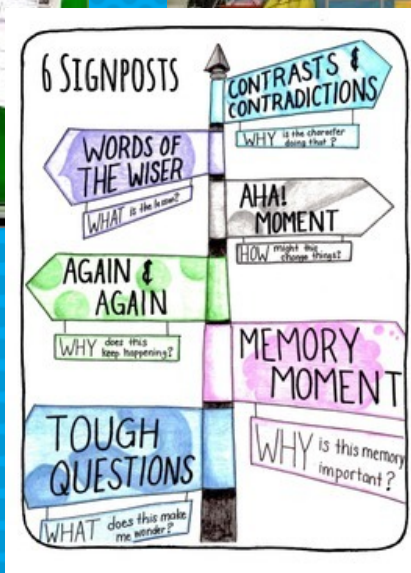 6 SIGNPOSTS
CONTRASTS &
CONTRADICTIONS
WHY is the character
doing that?
WORDS OF
THE WISER
WHAT is the lesson?
AHA!
MOMENT
HOW might this
change things?
AGAIN &
AGAIN
WHY does this
keep happening?
MEMORY
MOMENT
WHY is this memory
important?
TOUGH
QUESTIONS
WHAT does this make
me wonder?